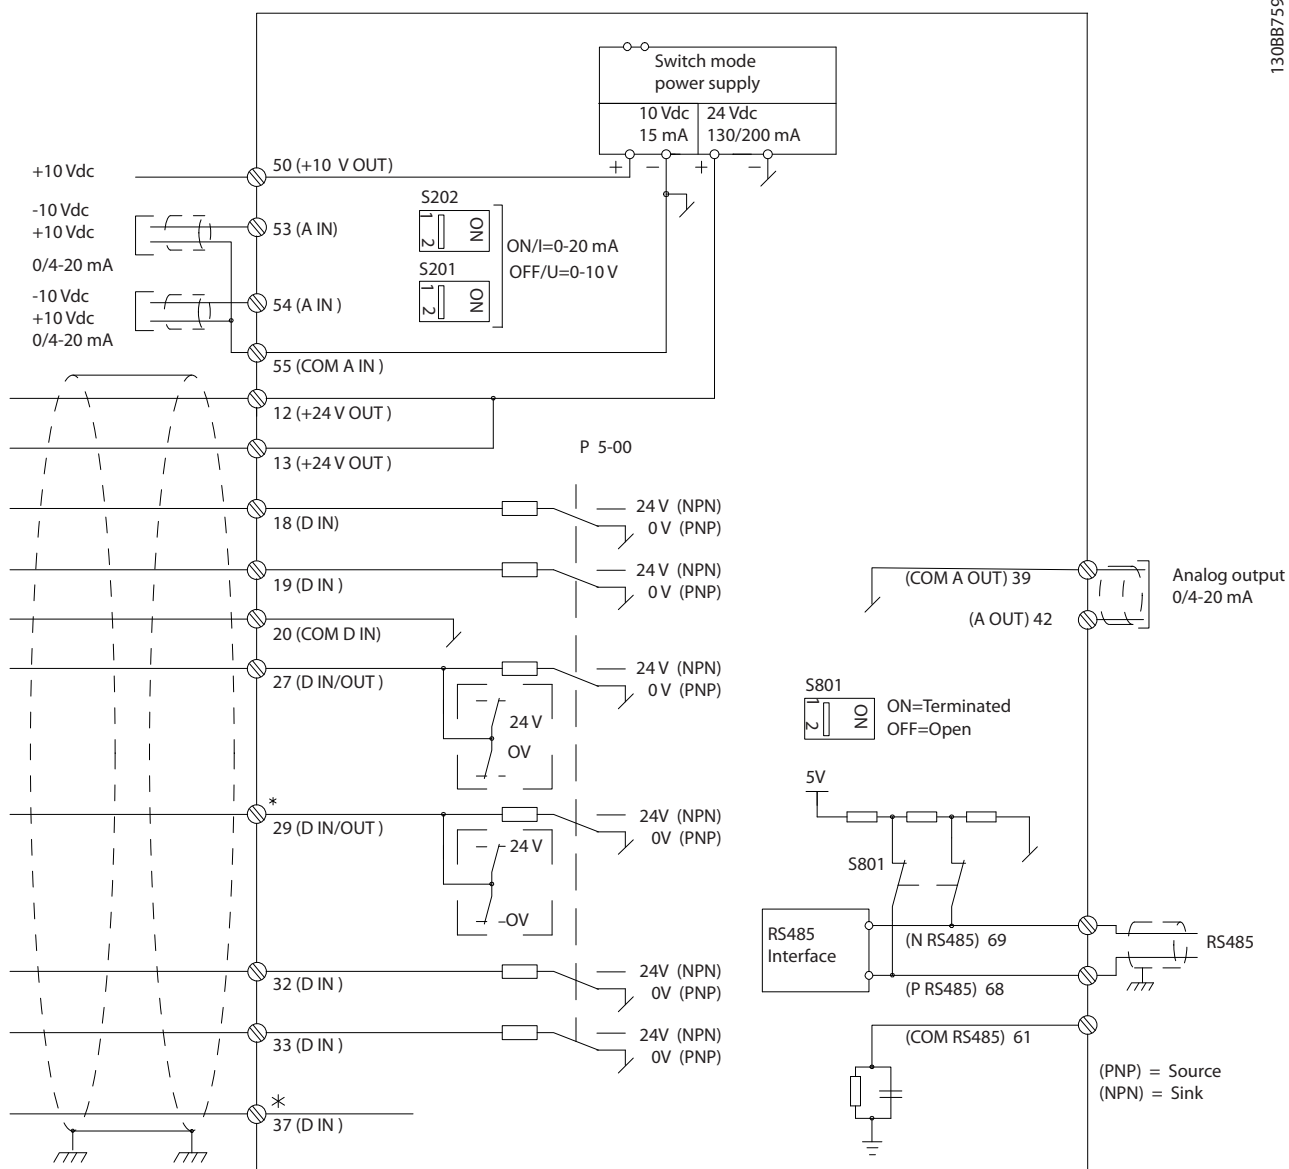 130BB759
Switch mode
power supply
10 Vdc
15 mA
24 Vdc
130/200 mA
+ - + -
+10 Vdc
50 (+10 V OUT)
-10 Vdc
+10 Vdc
0/4-20 mA
53 (A IN)
S202
1 2 ON
ON/I=0-20 mA
OFF/U=0-10 V
S201
1 2 ON
-10 Vdc
+10 Vdc
0/4-20 mA
54 (A IN )
55 (COM A IN )
12 (+24 V OUT )
13 (+24 V OUT )
P 5-00
18 (D IN)
24 V (NPN)
0 V (PNP)
19 (D IN )
24 V (NPN)
0 V (PNP)
(COM A OUT) 39
Analog output
0/4-20 mA
(A OUT) 42
20 (COM D IN)
27 (D IN/OUT )
24 V (NPN)
0 V (PNP)
24 V
OV
S801
1 2 ON
ON=Terminated
OFF=Open
5V
*
29 (D IN/OUT )
24V (NPN)
0V (PNP)
24 V
OV
S801
RS485
Interface
(N RS485) 69
RS485
(P RS485) 68
32 (D IN )
24V (NPN)
0V (PNP)
33 (D IN )
24V (NPN)
0V (PNP)
(COM RS485) 61
(PNP) = Source
(NPN) = Sink
*
37 (D IN )